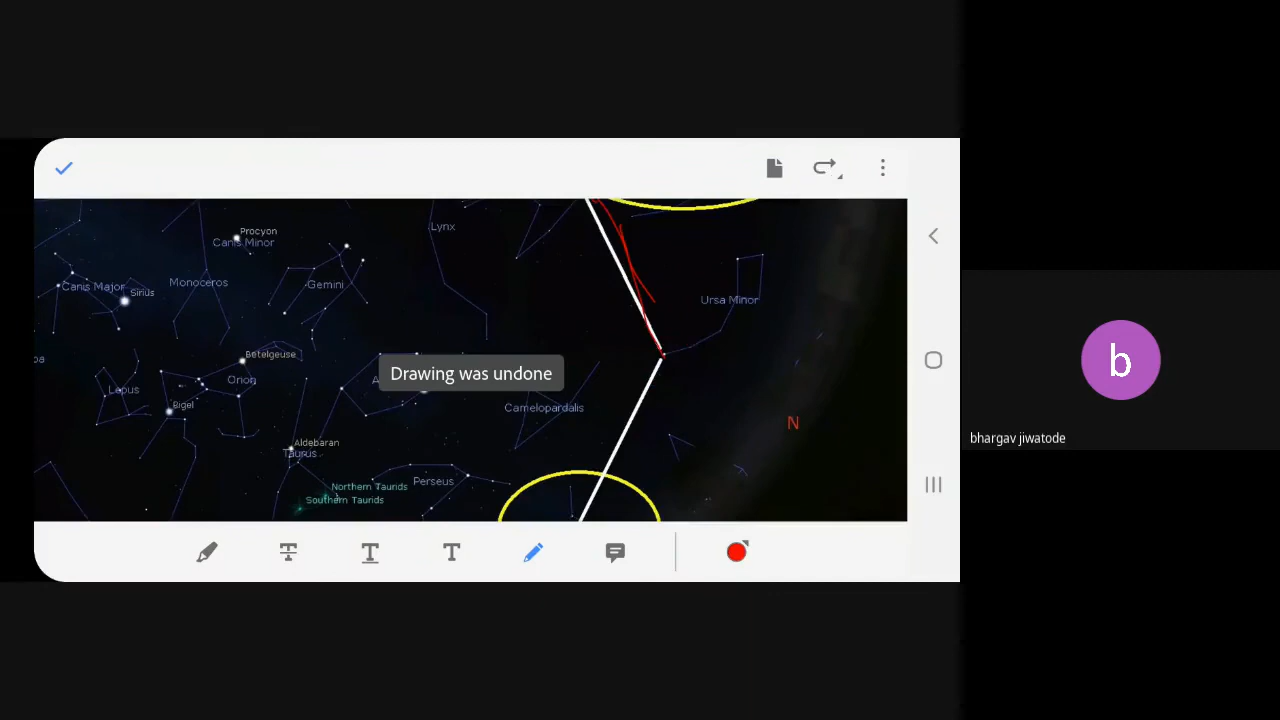 Procyon
Canis Minor
Lynx
Canis Major
Sirius
Monoceros
Gemini
Ursa Minor
Betelgeuse
Orion
Lepus
Rigel
Drawing was undone
Camelopardalis
N
Aldebaran
Taurus
Northern Taurids
Southern Taurids
Perseus
b
bhargav jiwatode